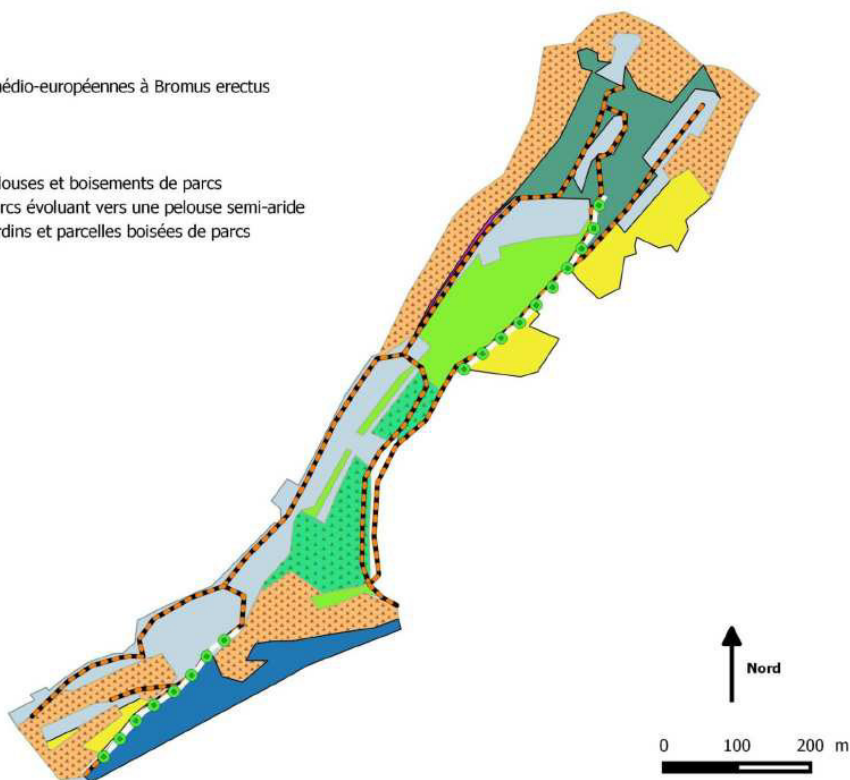 médio-européennes à Bromus erectus
louses et boisements de parcs
rcs évoluant vers une pelouse semi-aride
rdins et parcelles boisées de parcs
Nord
0 100 200 m